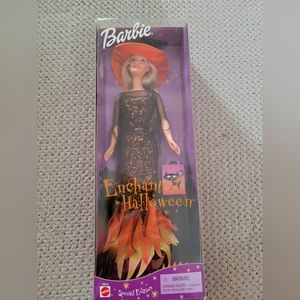 Barbie
Enchanted
Halloween
WARNING:
Special Edition